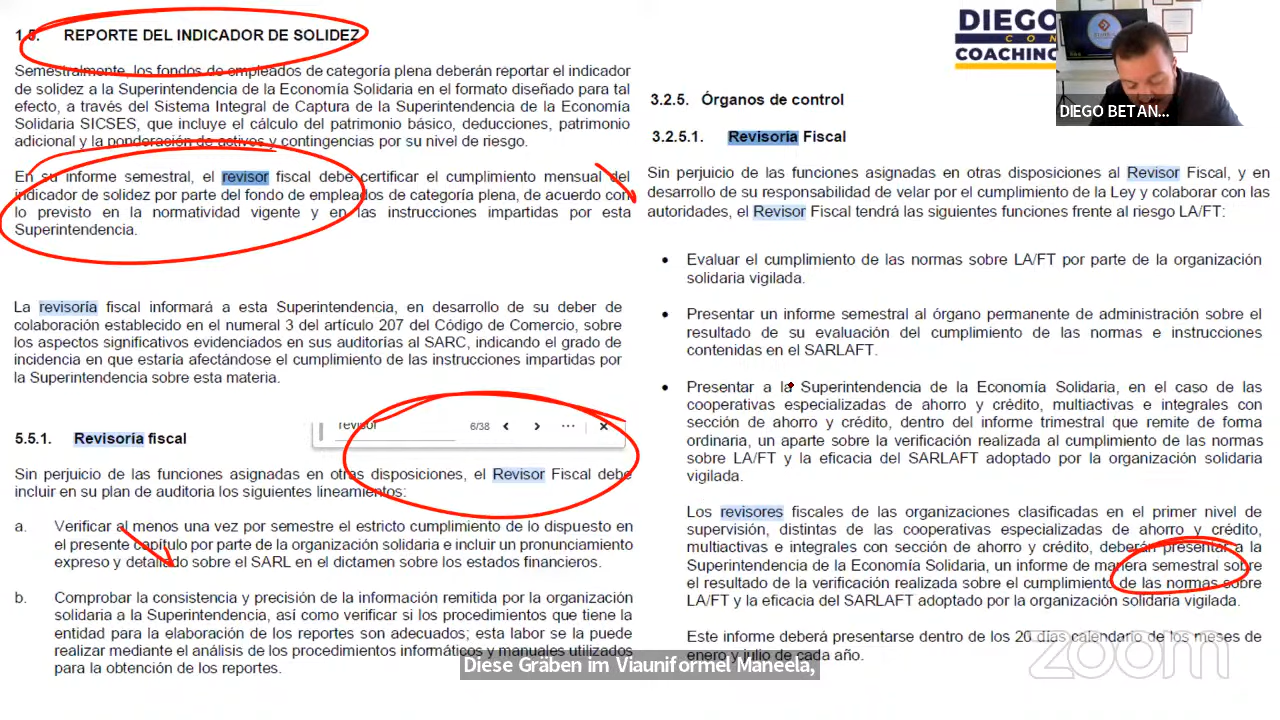 1.5. REPORTE DEL INDICADOR DE SOLIDEZ
Semestralmente, los fondos de empleados de categoría plena deberán reportar el indicador
de solidez a la Superintendencia de la Economía Solidaria en el formato diseñado para tal
efecto, a través del Sistema Integral de Captura de la Superintendencia de la Economía
Solidaria SICSES, que incluye el cálculo del patrimonio básico, deducciones, patrimonio
adicional y la ponderación de activos y contingencias por su nivel de riesgo.
En su informe semestral, el revisor fiscal debe certificar el cumplimiento mensual del
indicador de solidez por parte del fondo de empleados de categoría plena, de acuerdo con
lo previsto en la normatividad vigente y en las instrucciones impartidas por esta
Superintendencia.
La revisoría fiscal informará a esta Superintendencia, en desarrollo de su deber de
colaboración establecido en el numeral 3 del artículo 207 del Código de Comercio, sobre
los aspectos significativos evidenciados en sus auditorías al SARC, indicando el grado de
incidencia en que estaría afectándose el cumplimiento de las instrucciones impartidas por
la Superintendencia sobre esta materia.
revisor 6/38
5.5.1. Revisoría fiscal
Sin perjuicio de las funciones asignadas en otras disposiciones, el Revisor Fiscal debe
incluir en su plan de auditoria los siguientes lineamientos:
a. Verificar al menos una vez por semestre el estricto cumplimiento de lo dispuesto en
el presente capítulo por parte de la organización solidaria e incluir un pronunciamiento
expreso y detallado sobre el SARL en el dictamen sobre los estados financieros.
b. Comprobar la consistencia y precisión de la información remitida por la organización
solidaria a la Superintendencia, así como verificar si los procedimientos que tiene la
entidad para la elaboración de los reportes son adecuados; esta labor se la puede
realizar mediante el análisis de los procedimientos informáticos y manuales utilizados
para la obtención de los reportes.
DIEGO
COACHING
DIEGO BETAN...
3.2.5. Órganos de control
3.2.5.1. Revisoría Fiscal
Sin perjuicio de las funciones asignadas en otras disposiciones al Revisor Fiscal, y en
desarrollo de su responsabilidad de velar por el cumplimiento de la Ley y colaborar con las
autoridades, el Revisor Fiscal tendrá las siguientes funciones frente al riesgo LA/FT:
• Evaluar el cumplimiento de las normas sobre LA/FT por parte de la organización
solidaria vigilada.
• Presentar un informe semestral al órgano permanente de administración sobre el
resultado de su evaluación del cumplimiento de las normas e instrucciones
contenidas en el SARLAFT.
• Presentar a la Superintendencia de la Economía Solidaria, en el caso de las
cooperativas especializadas de ahorro y crédito, multiactivas e integrales con
sección de ahorro y crédito, dentro del informe trimestral que remite de forma
ordinaria, un aparte sobre la verificación realizada al cumplimiento de las normas
sobre LA/FT y la eficacia del SARLAFT adoptado por la organización solidaria
vigilada.
Los revisores fiscales de las organizaciones clasificadas en el primer nivel de
supervisión, distintas de las cooperativas especializadas de ahorro y crédito,
multiactivas e integrales con sección de ahorro y crédito, deberán presentar a la
Superintendencia de la Economía Solidaria, un informe de manera semestral sobre
el resultado de la verificación realizada sobre el cumplimiento de las normas sobre
LA/FT y la eficacia del SARLAFT adoptado por la organización solidaria vigilada.
Este informe deberá presentarse dentro de los 20 días calendario de los meses de
enero y julio de cada año.
Diese Gräben im Viauniformel Maneela,
zoom